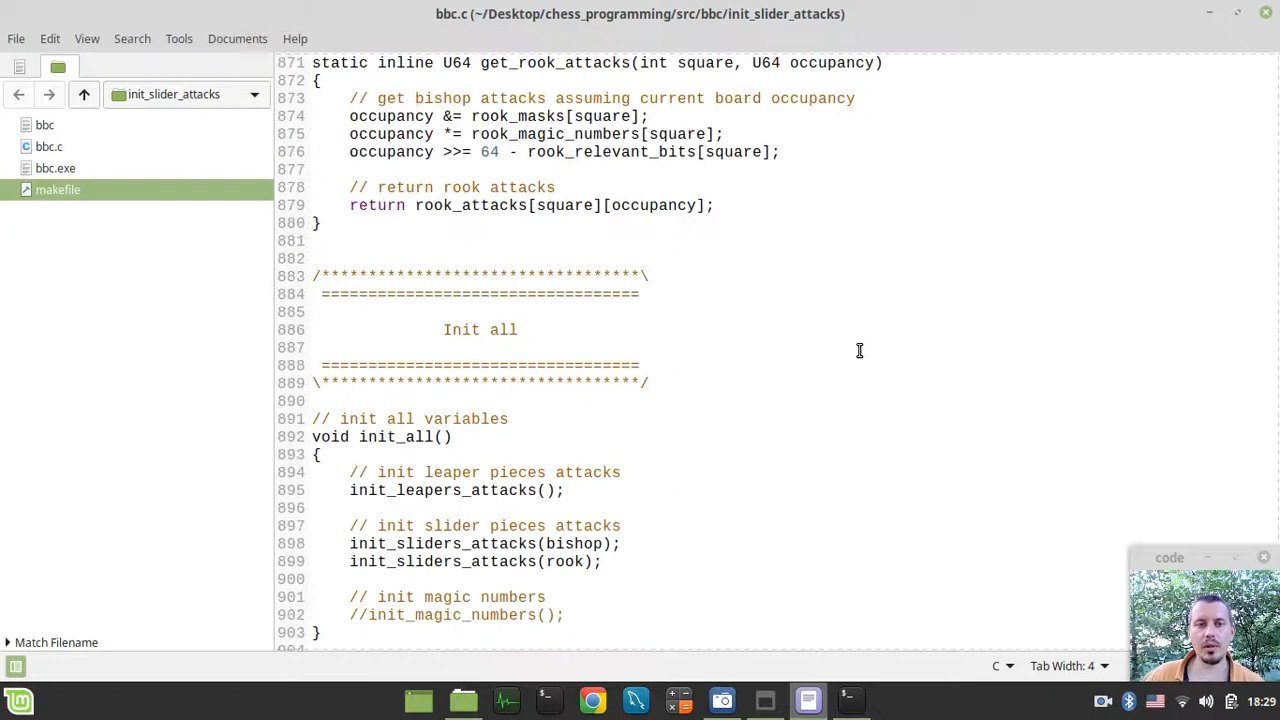 bbc.c (~/Desktop/chess_programming/src/bbc/init_slider_attacks)
File Edit View Search Tools Documents Help
init_slider_attacks
bbc
bbc.c
bbc.exe
makefile
Match Filename
871 static inline U64 get_rook_attacks(int square, U64 occupancy)
872 {
873     // get bishop attacks assuming current board occupancy
874     occupancy &= rook_masks[square];
875     occupancy *= rook_magic_numbers[square];
876     occupancy >>= 64 - rook_relevant_bits[square];
877
878     // return rook attacks
879     return rook_attacks[square][occupancy];
880 }
881
882
883 /**********************************\
884  ==================================
885
886              Init all
887
888  ==================================
889 \**********************************/
890
891 // init all variables
892 void init_all()
893 {
894     // init leaper pieces attacks
895     init_leapers_attacks();
896
897     // init slider pieces attacks
898     init_sliders_attacks(bishop);
899     init_sliders_attacks(rook);
900
901     // init magic numbers
902     //init_magic_numbers();
903 }
904
code
C Tab Width: 4
18:29